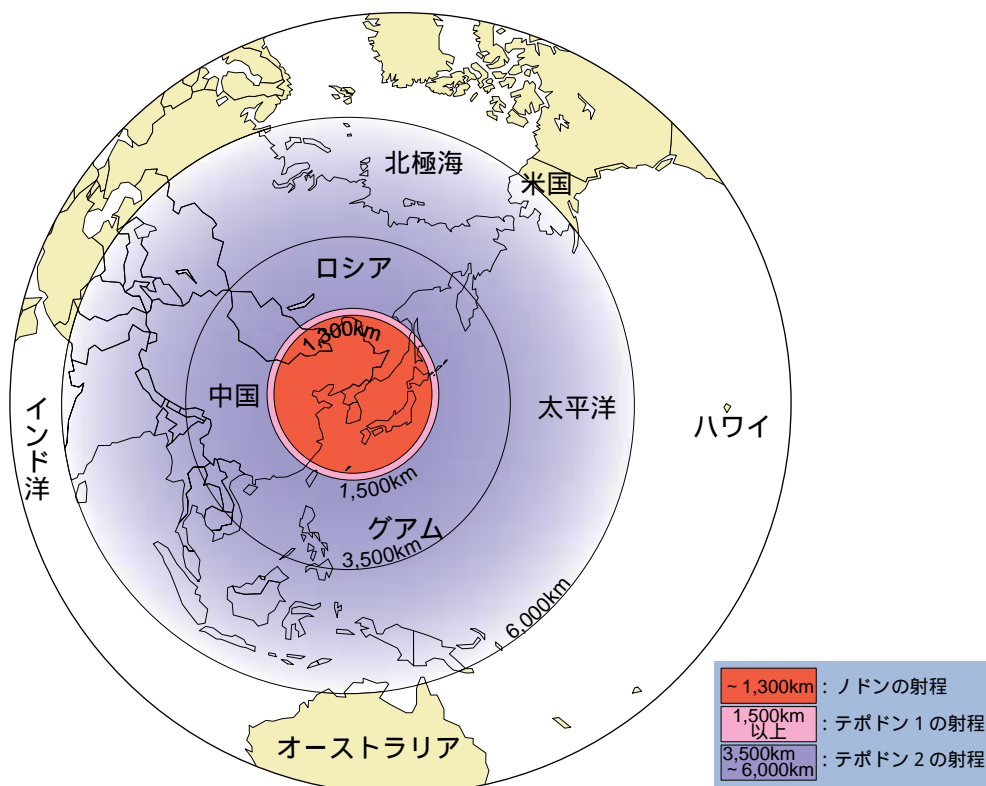 北極海
米国
ロシア
1,300km
中国
太平洋
ハワイ
インド洋
1,500km
グアム
3,500km
6,000km
オーストラリア
~1,300km：ノドンの射程
1,500km
以上
：テポドン1の射程
3,500km
~6,000km
：テポドン2の射程